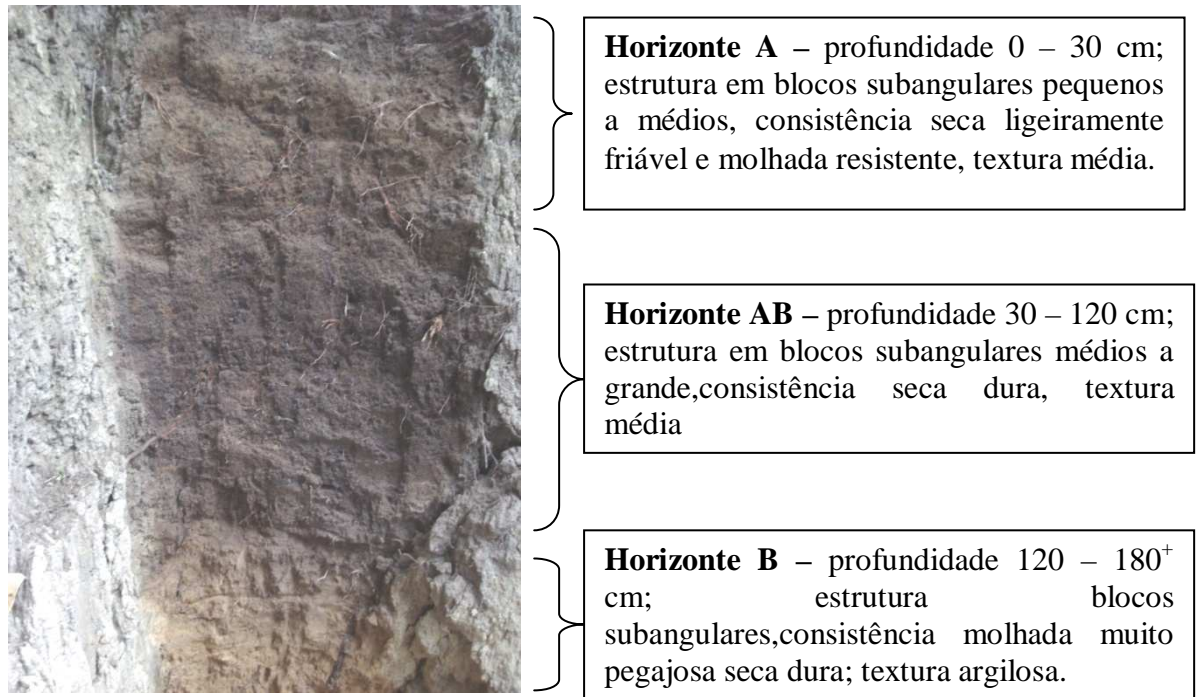 Horizonte A – profundidade 0 – 30 cm;
estrutura em blocos subangulares pequenos
a médios, consistência seca ligeiramente
friável e molhada resistente, textura média.
Horizonte AB – profundidade 30 – 120 cm;
estrutura em blocos subangulares médios a
grande,consistência seca dura, textura
média
Horizonte B – profundidade 120 – 180⁺
cm; estrutura blocos
subangulares,consistência molhada muito
pegajosa seca dura; textura argilosa.